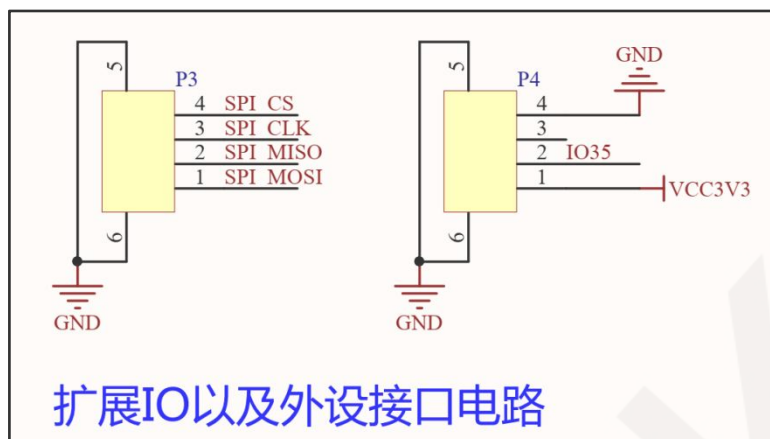 P3
5
4 SPI CS
3 SPI CLK
2 SPI MISO
1 SPI MOSI
6
GND
GND
P4
5
4
3
2 IO35
1 VCC3V3
6
GND
扩展IO以及外设接口电路